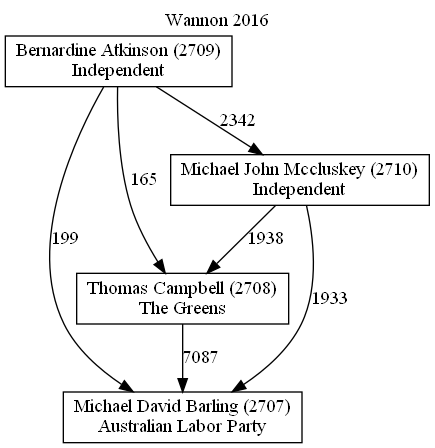 Wannon 2016
Bernardine Atkinson (2709)
Independent
2342
165
Michael John Mccluskey (2710)
Independent
199
1938
1933
Thomas Campbell (2708)
The Greens
7087
Michael David Barling (2707)
Australian Labor Party